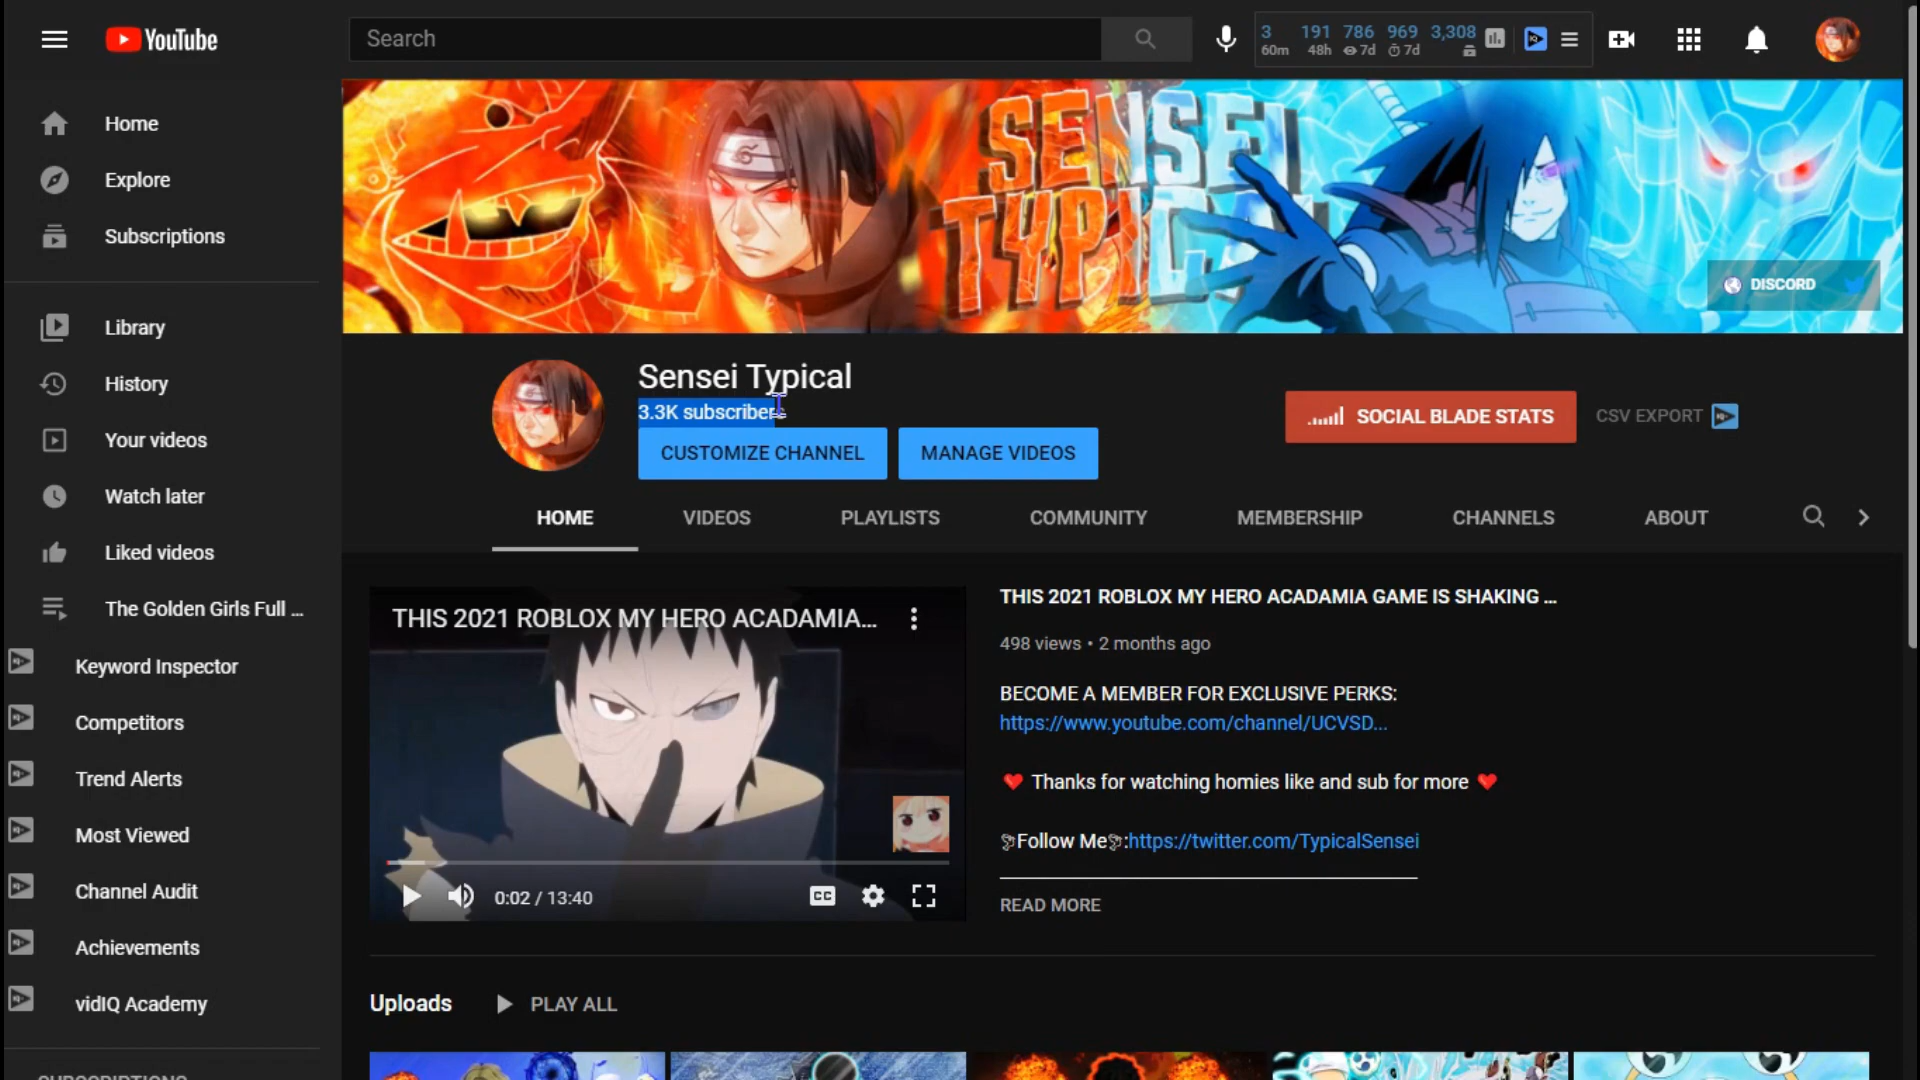 YouTube
Search
3 191 786 969 3,308
60m 48h 7d 7d
Home
Explore
Subscriptions
Library
History
Your videos
Watch later
Liked videos
The Golden Girls Full ...
Keyword Inspector
Competitors
Trend Alerts
Most Viewed
Channel Audit
Achievements
vidIQ Academy
SUBSCRIPTIONS
SENSEI
TYPICAL
DISCORD
Sensei Typical
3.3K subscribers
CUSTOMIZE CHANNEL
MANAGE VIDEOS
SOCIAL BLADE STATS
CSV EXPORT
HOME VIDEOS PLAYLISTS COMMUNITY MEMBERSHIP CHANNELS ABOUT
THIS 2021 ROBLOX MY HERO ACADAMIA...
CC
0:02 / 13:40
THIS 2021 ROBLOX MY HERO ACADAMIA GAME IS SHAKING ...
498 views • 2 months ago
BECOME A MEMBER FOR EXCLUSIVE PERKS:
https://www.youtube.com/channel/UCVSD...
❤ Thanks for watching homies like and sub for more ❤
🕊Follow Me🕊:https://twitter.com/TypicalSensei
READ MORE
Uploads
PLAY ALL